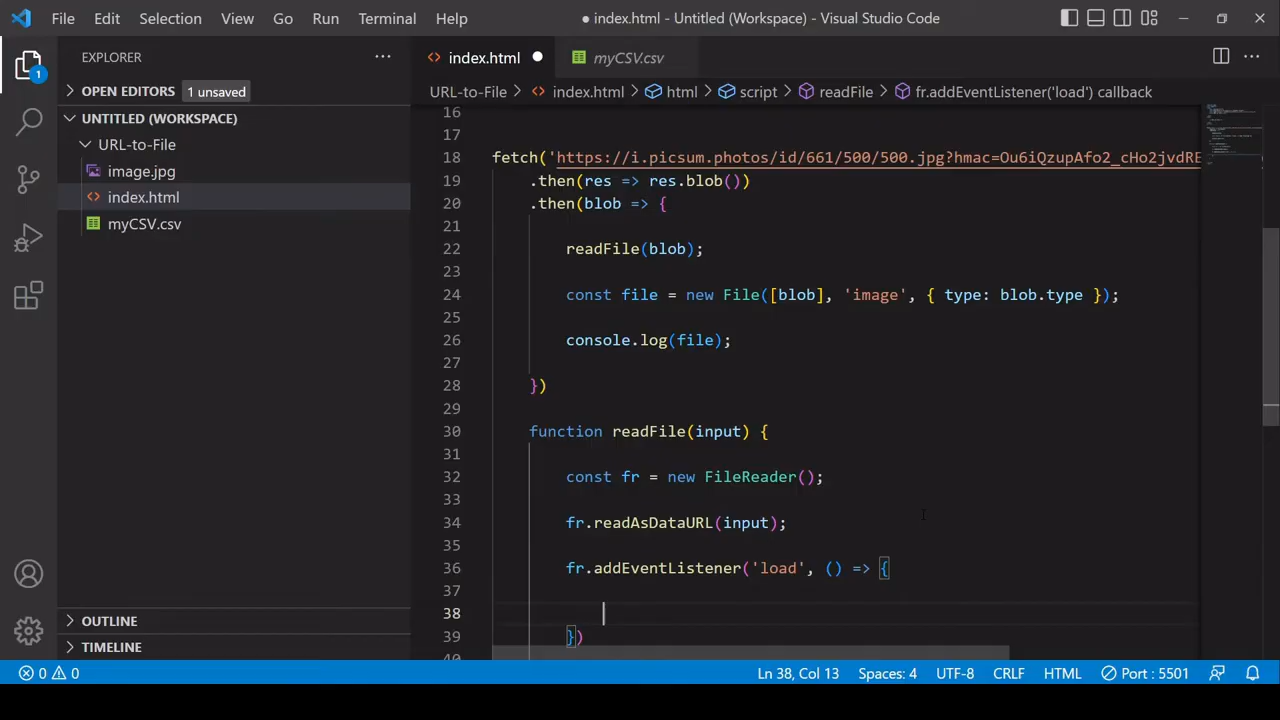 File Edit Selection View Go Run Terminal Help ● index.html - Untitled (Workspace) - Visual Studio Code
EXPLORER
OPEN EDITORS 1 unsaved
UNTITLED (WORKSPACE)
URL-to-File
image.jpg
index.html
myCSV.csv
OUTLINE
TIMELINE
1
index.html ● myCSV.csv
URL-to-File > index.html > html > script > readFile > fr.addEventListener('load') callback
16
17
18 fetch('https://i.picsum.photos/id/661/500/500.jpg?hmac=Ou6iQzupAfo2_cHo2jvdRE
19 .then(res => res.blob())
20 .then(blob => {
21
22 readFile(blob);
23
24 const file = new File([blob], 'image', { type: blob.type });
25
26 console.log(file);
27
28 })
29
30 function readFile(input) {
31
32 const fr = new FileReader();
33
34 fr.readAsDataURL(input);
35
36 fr.addEventListener('load', () => {
37
38
39 })
40
0 0 Ln 38, Col 13 Spaces: 4 UTF-8 CRLF HTML Port : 5501